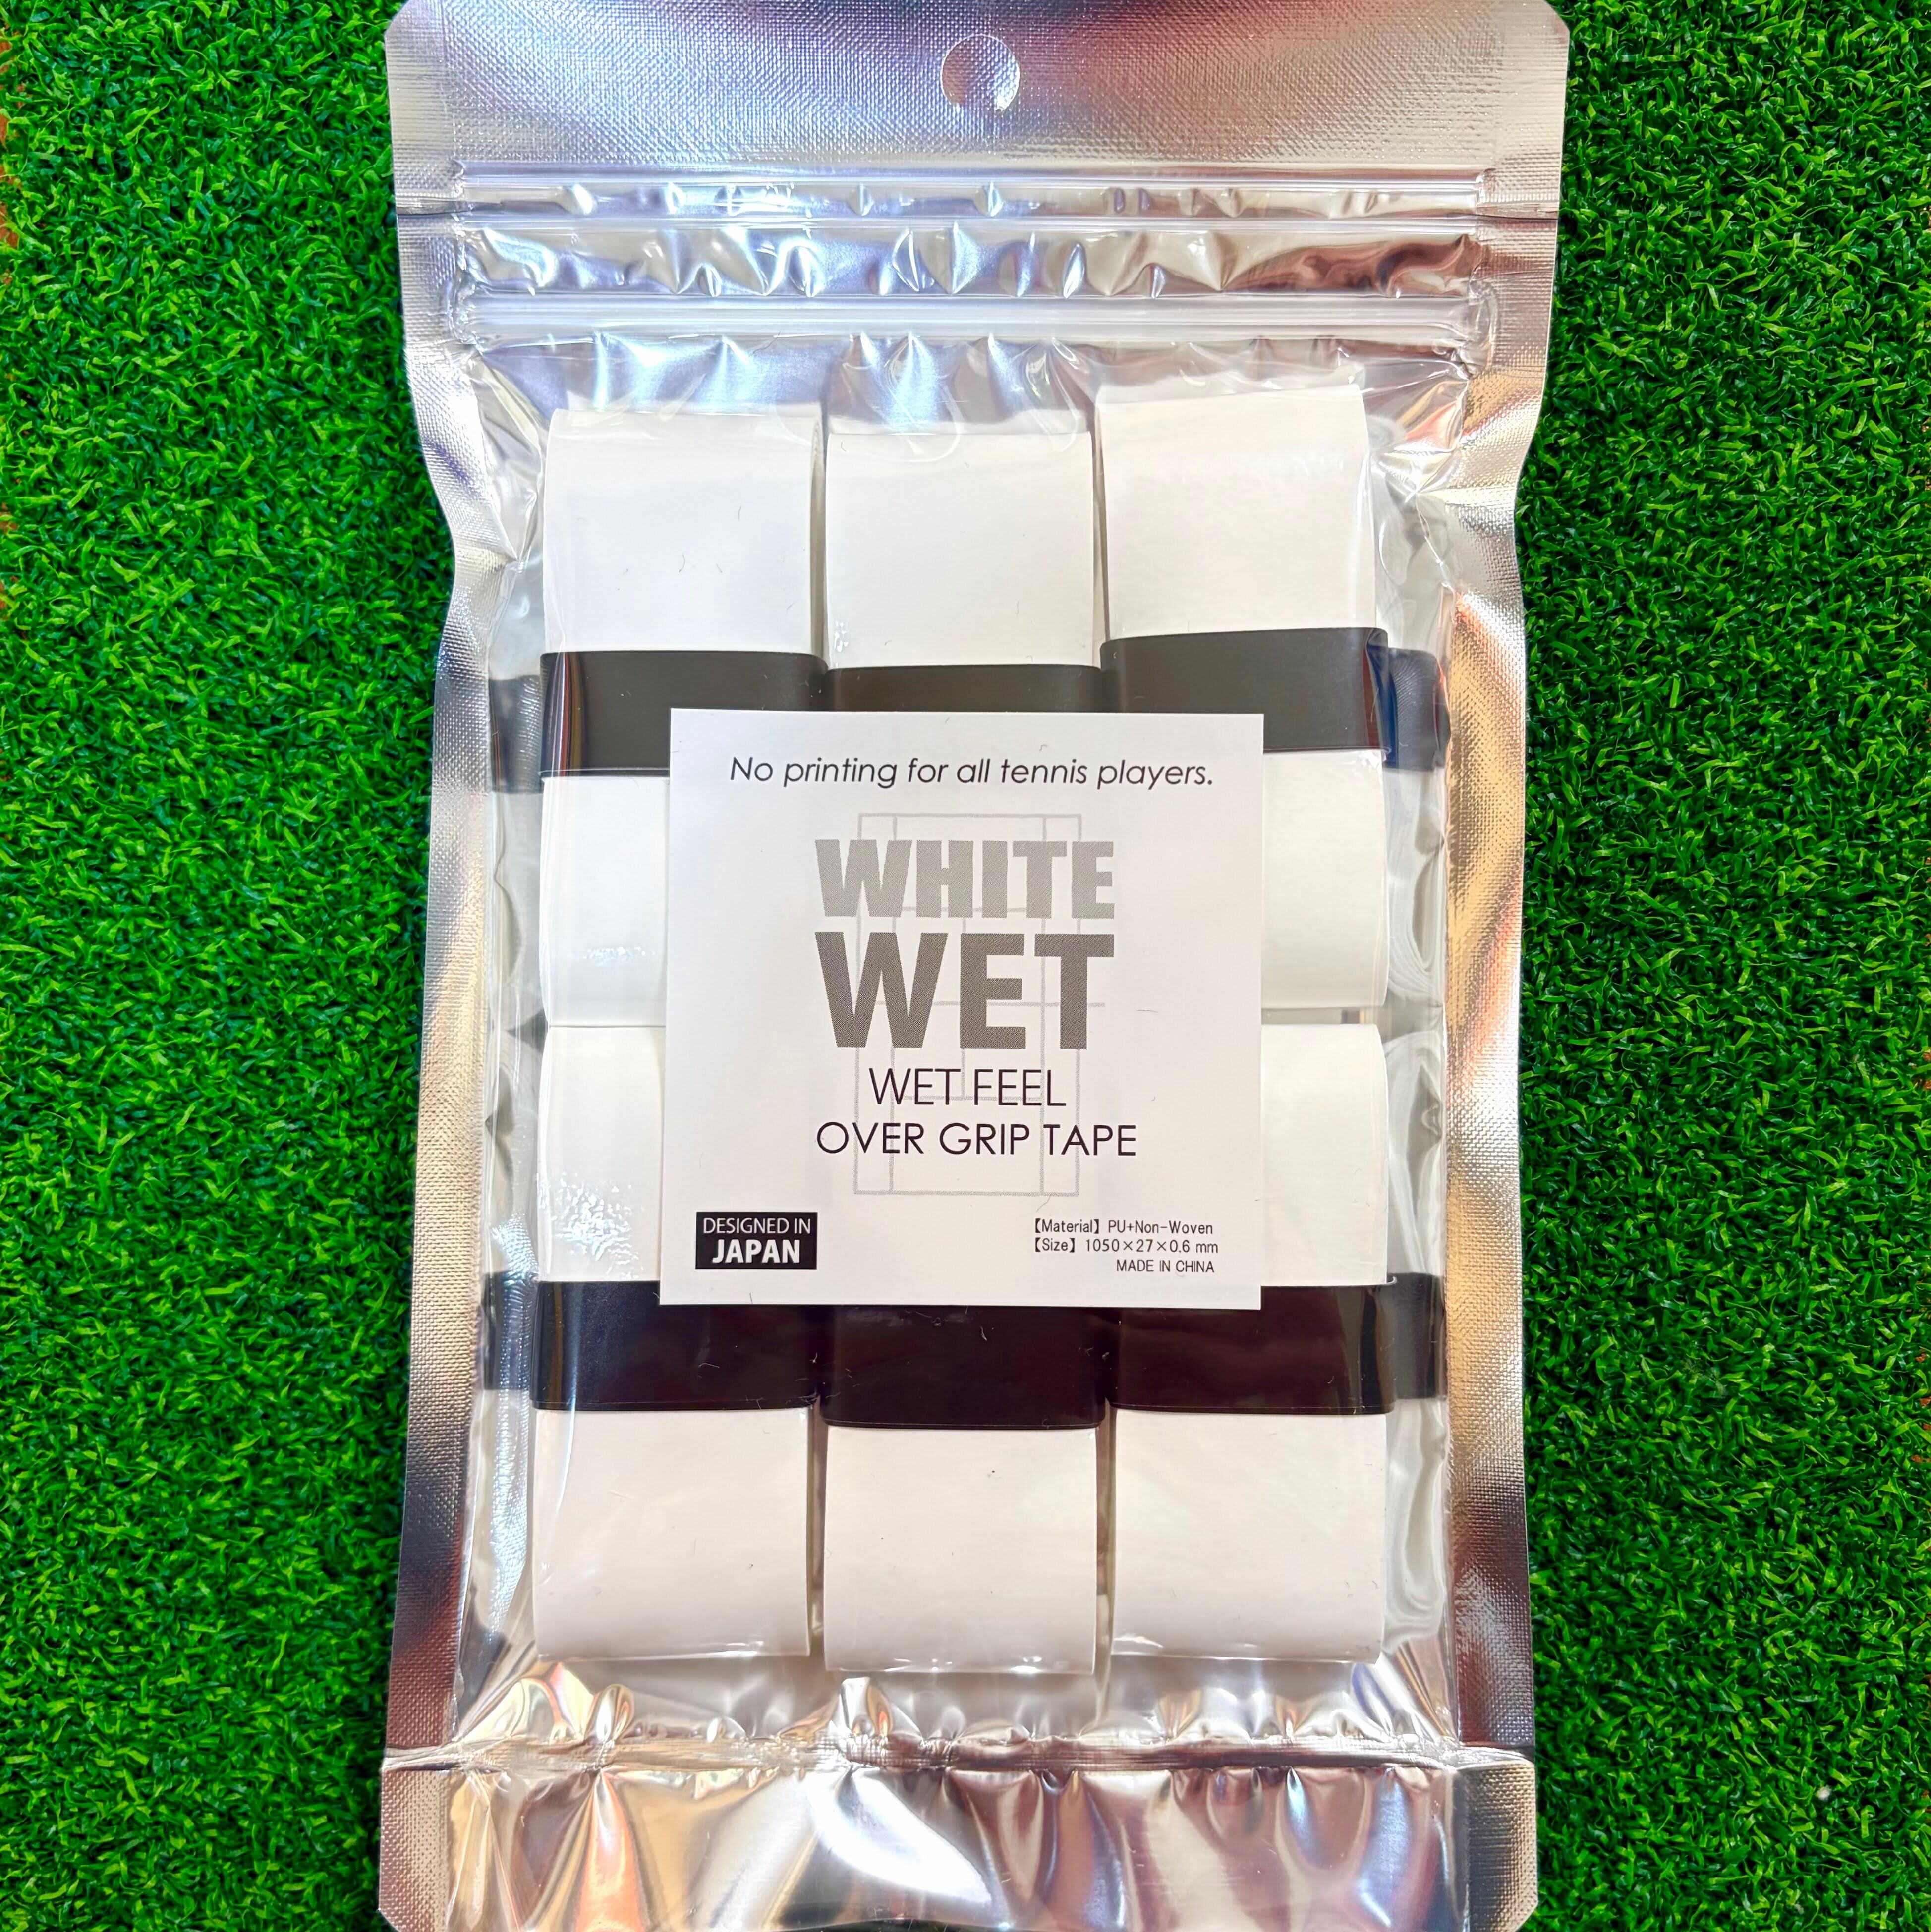 No printing for all tennis players.
WHITE
WET
WET FEEL
OVER GRIP TAPE
DESIGNED IN
JAPAN
【Material】 PU+Non-Woven
【Size】 1050×27×0.6 mm
MADE IN CHINA